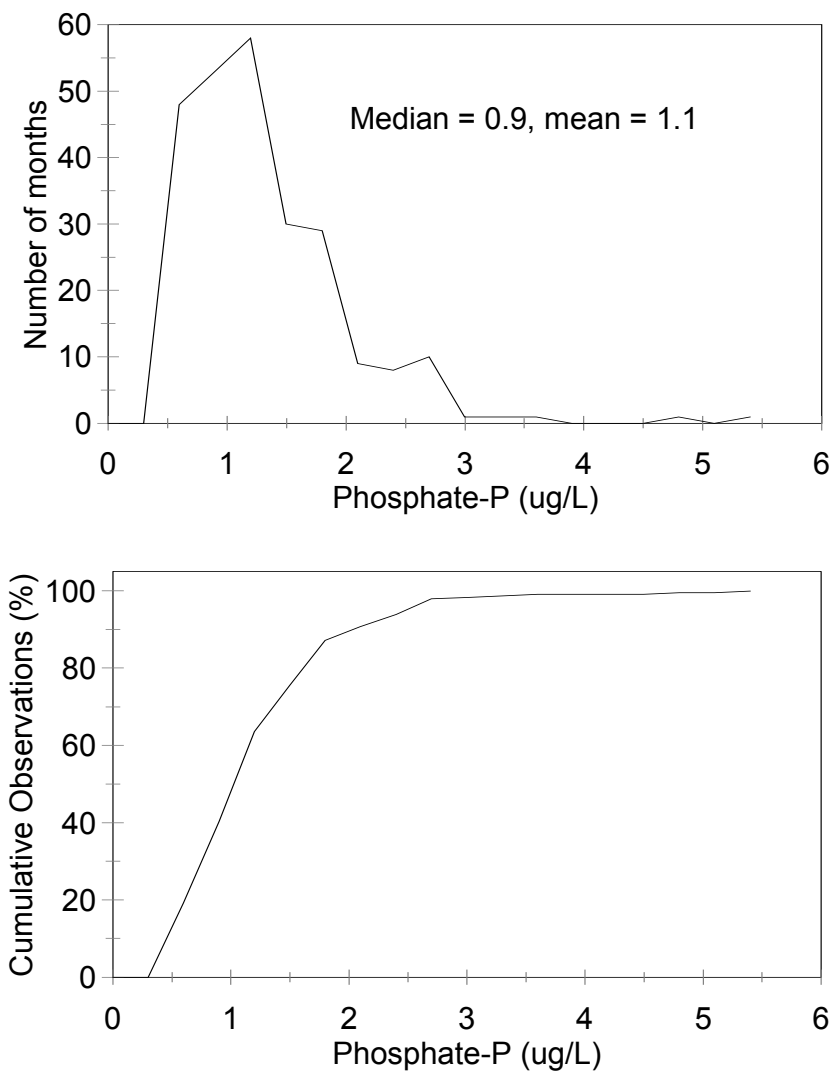 60
50
40
30
20
10
0
Number of months
Median = 0.9, mean = 1.1
0 1 2 3 4 5 6
Phosphate-P (ug/L)
100
80
60
40
20
0
Cumulative Observations (%)
0 1 2 3 4 5 6
Phosphate-P (ug/L)